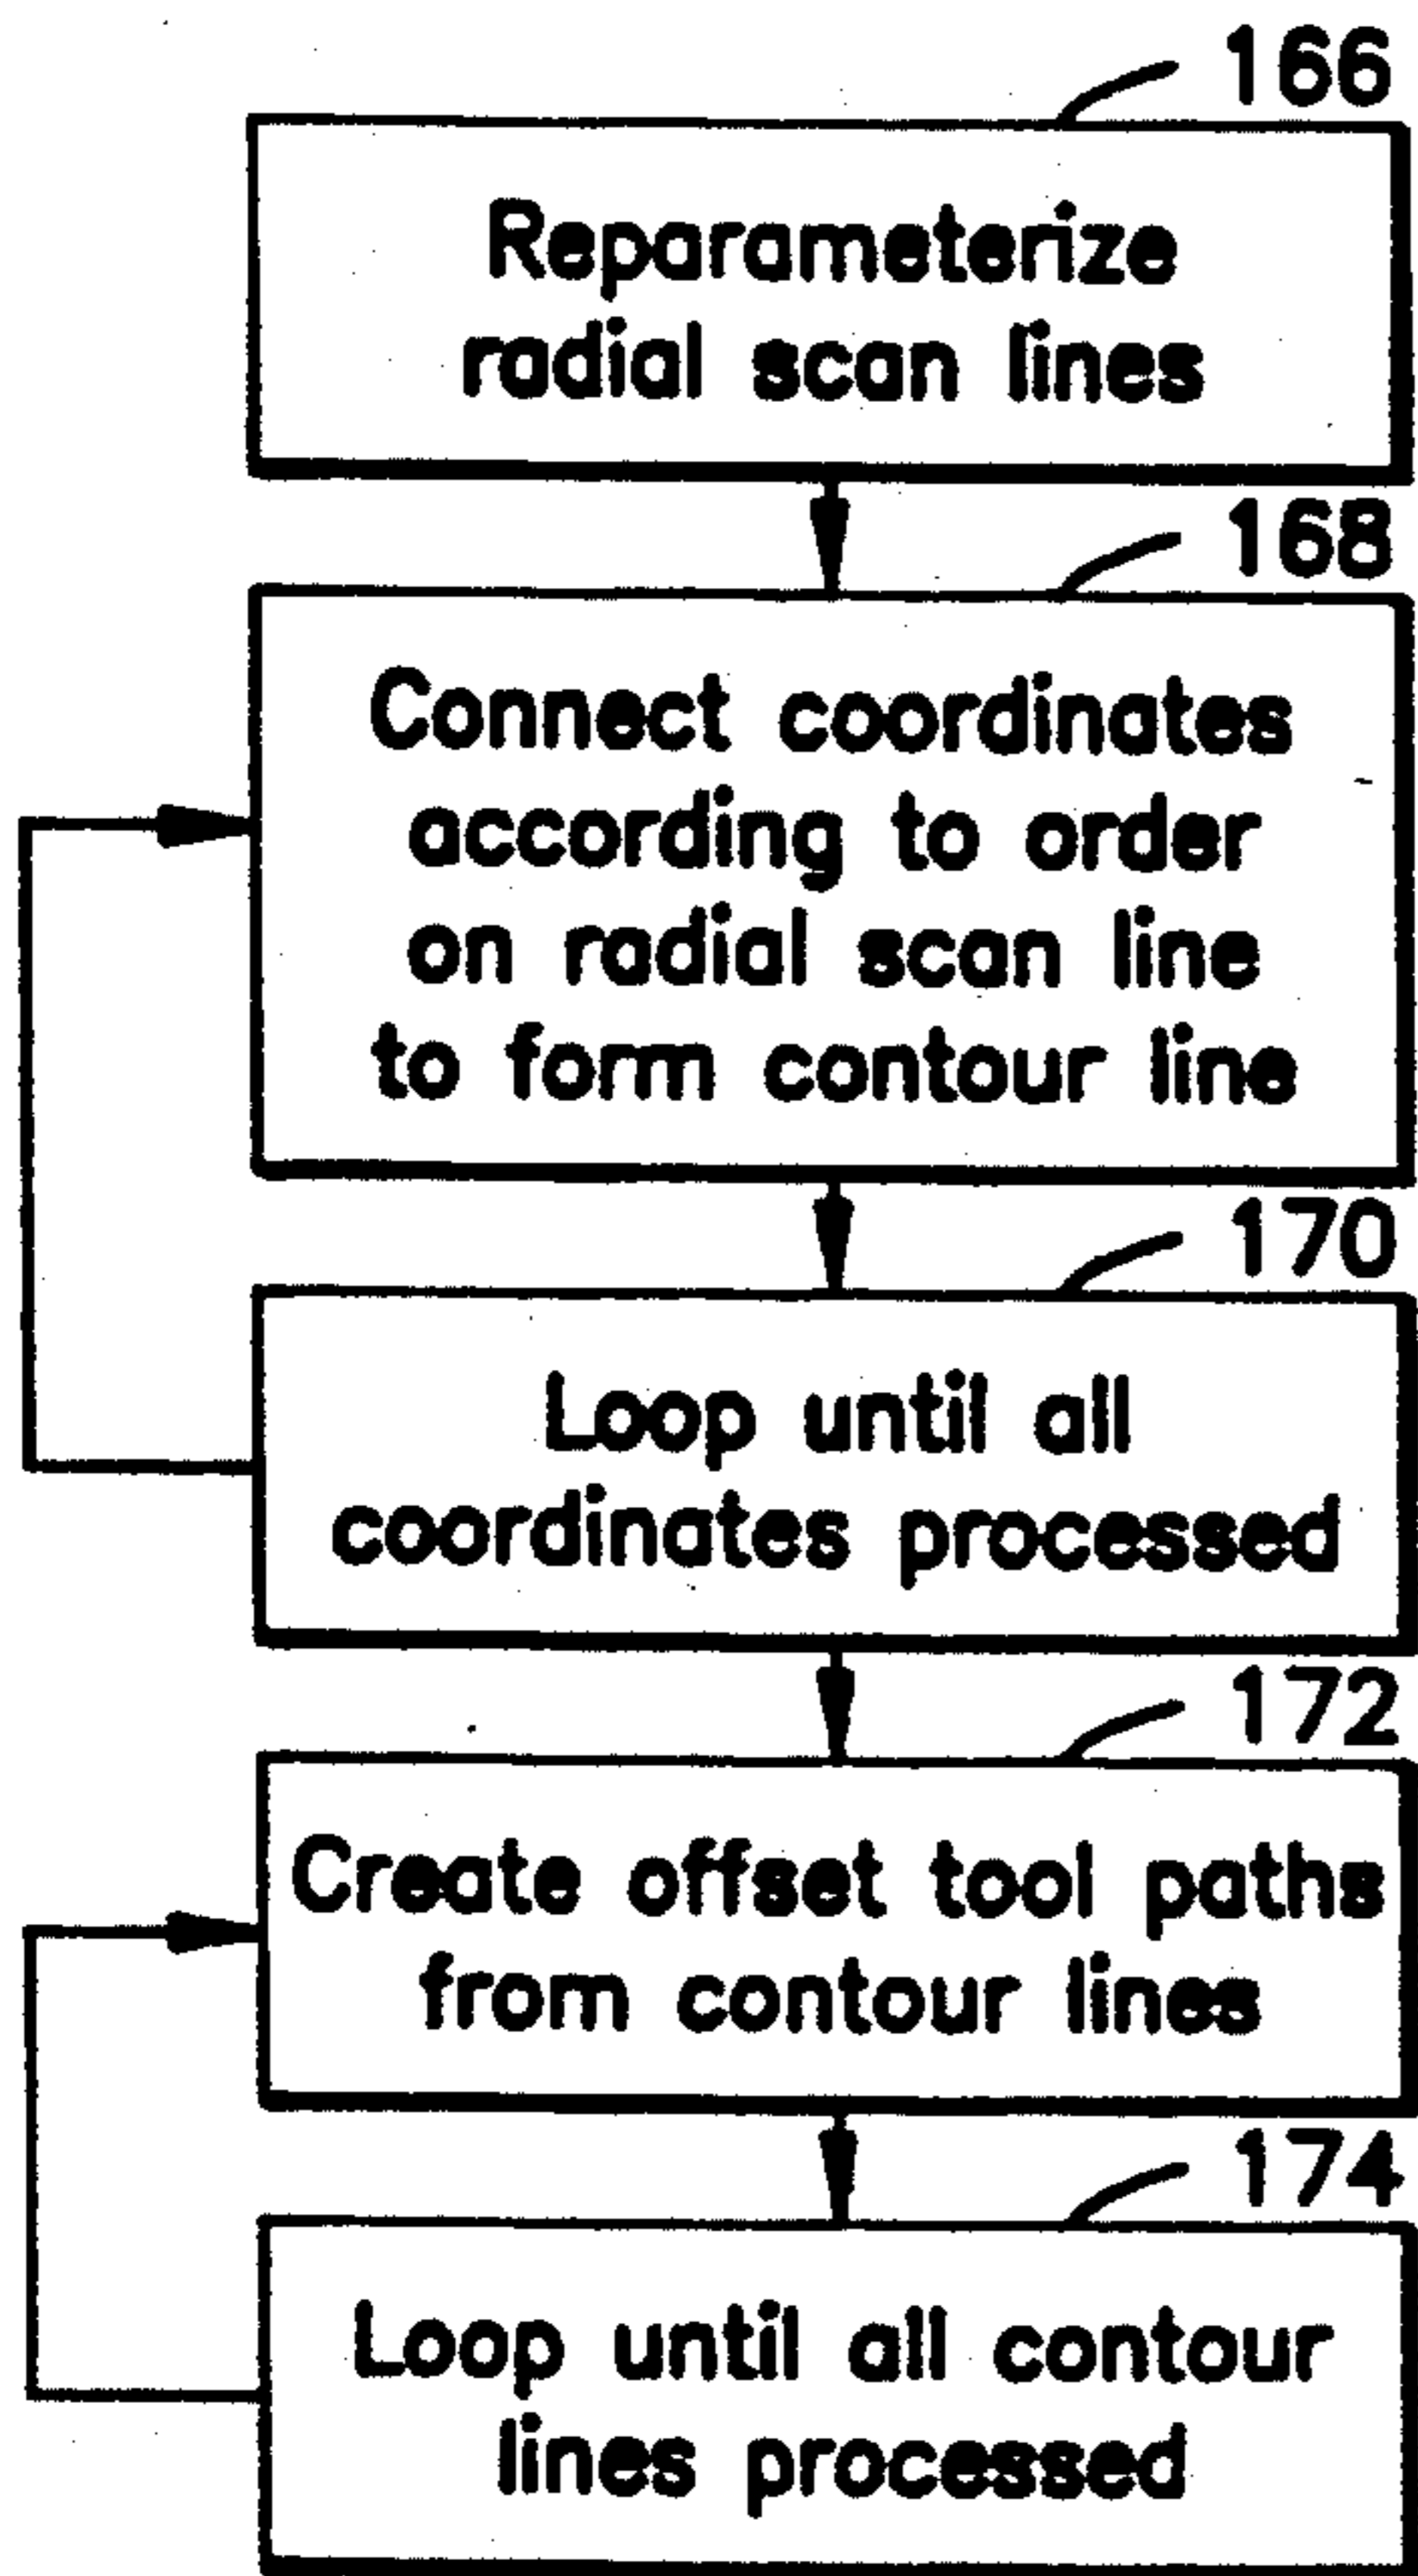 166
Reparameterize
radial scan lines
168
Connect coordinates
according to order
on radial scan line
to form contour line
170
Loop until all
coordinates processed
172
Create offset tool paths
from contour lines
174
Loop until all contour
lines processed